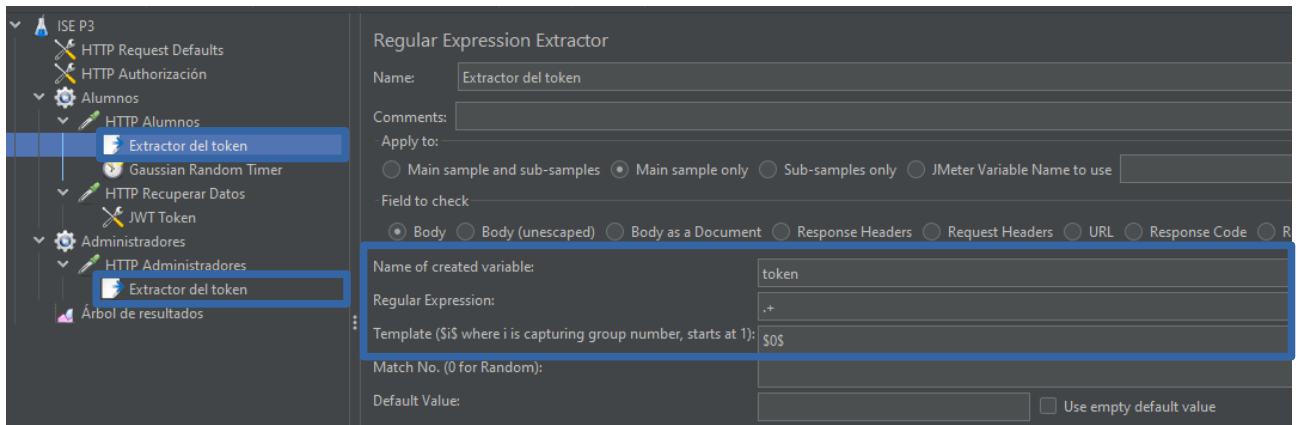 ISE P3
HTTP Request Defaults
HTTP Authorización
Alumnos
HTTP Alumnos
Extractor del token
Gaussian Random Timer
HTTP Recuperar Datos
JWT Token
Administradores
HTTP Administradores
Extractor del token
Árbol de resultados
Regular Expression Extractor
Name: Extractor del token
Comments:
Apply to:
Main sample and sub-samples Main sample only Sub-samples only JMeter Variable Name to use
Field to check
Body Body (unescaped) Body as a Document Response Headers Request Headers URL Response Code R
Name of created variable: token
Regular Expression: .+
Template ($i$ where i is capturing group number, starts at 1): $0$
Match No. (0 for Random):
Default Value: Use empty default value